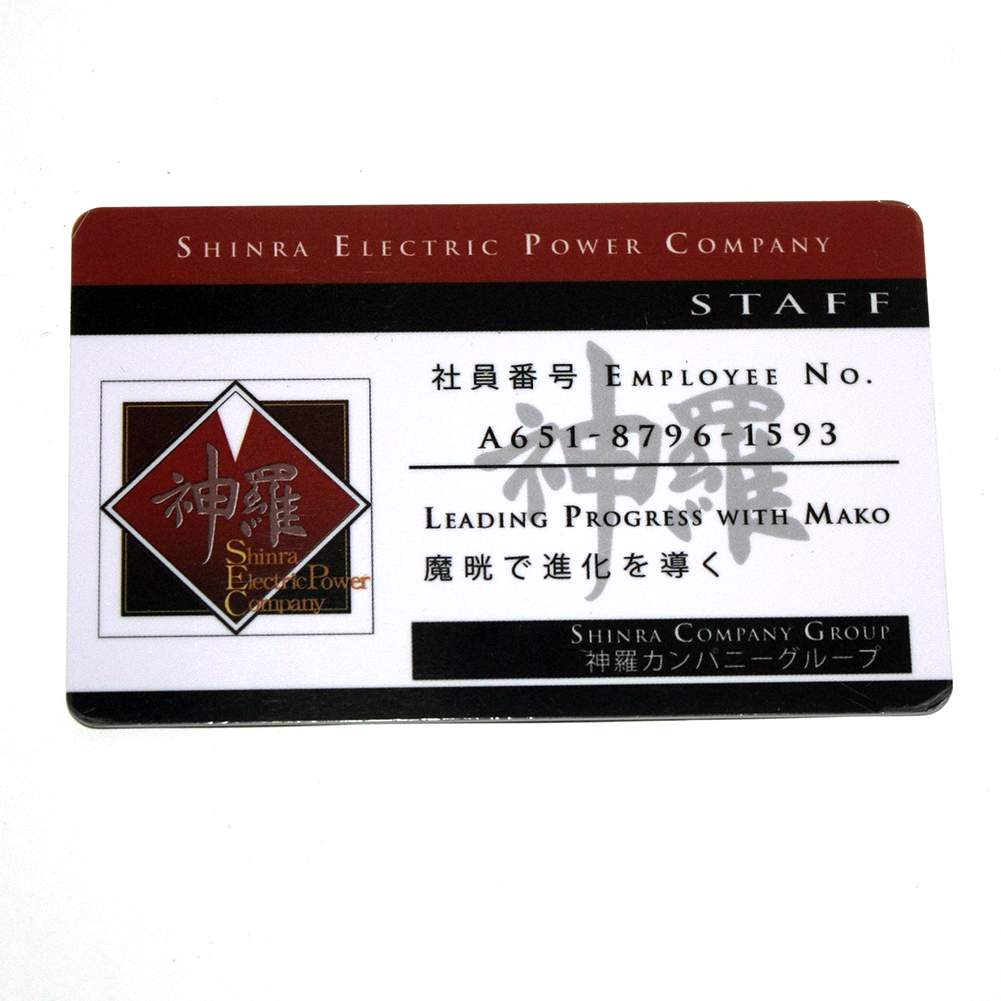 SHINRA ELECTRIC POWER COMPANY
STAFF
社員番号 EMPLOYEE NO.
A651-8796-1593
神羅
LEADING PROGRESS WITH MAKO
魔晄で進化を導く
神羅
Shinra
Electric Power
Company
SHINRA COMPANY GROUP
神羅カンパニーグループ